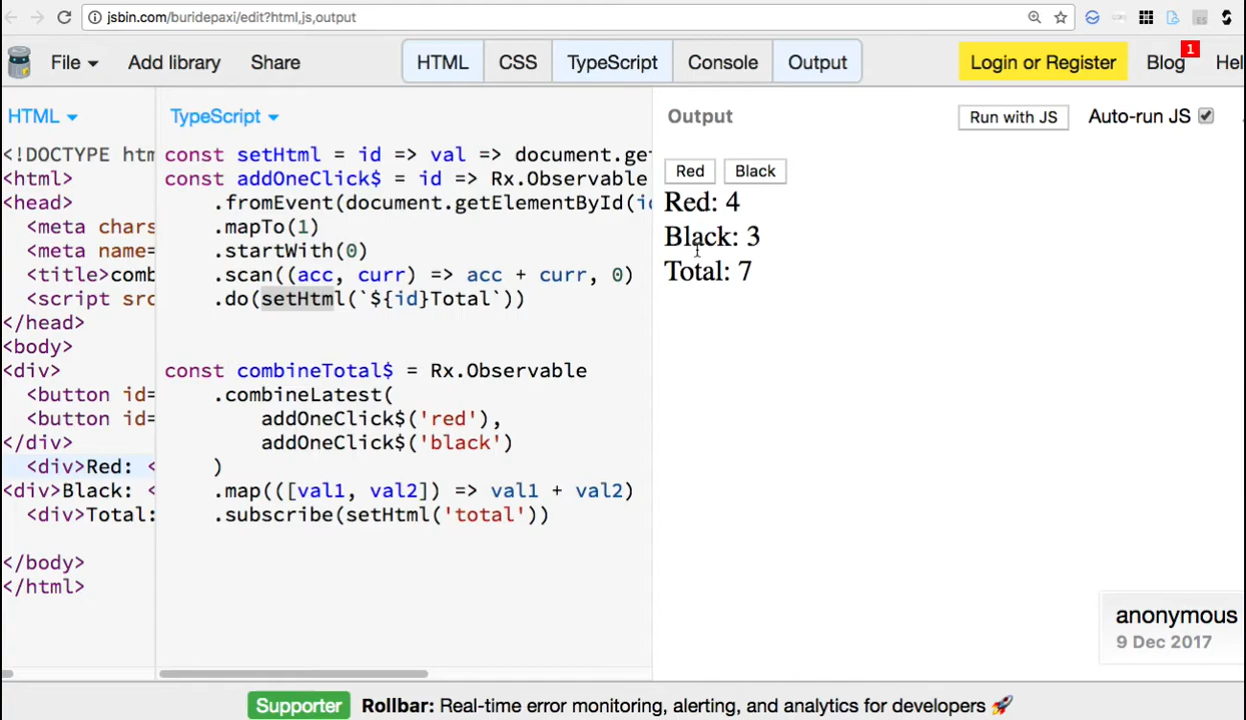 jsbin.com/buridepaxi/edit?html,js,output
File Add library Share HTML CSS TypeScript Console Output Login or Register Blog 1 Hel
HTML TypeScript Output Run with JS Auto-run JS
<!DOCTYPE htm
<html>
<head>
<meta chars
<meta name=
<title>comb
<script src
</head>
<body>
<div>
<button id=
<button id=
</div>
<div>Red: <
<div>Black: <
<div>Total:
</body>
</html>
const setHtml = id => val => document.get
const addOneClick$ = id => Rx.Observable
.fromEvent(document.getElementById(id
.mapTo(1)
.startWith(0)
.scan((acc, curr) => acc + curr, 0)
.do(setHtml(`${id}Total`))
const combineTotal$ = Rx.Observable
.combineLatest(
addOneClick$('red'),
addOneClick$('black')
)
.map(([val1, val2]) => val1 + val2)
.subscribe(setHtml('total'))
Red Black
Red: 4
Black: 3
Total: 7
anonymous
9 Dec 2017
Supporter Rollbar: Real-time error monitoring, alerting, and analytics for developers 🚀